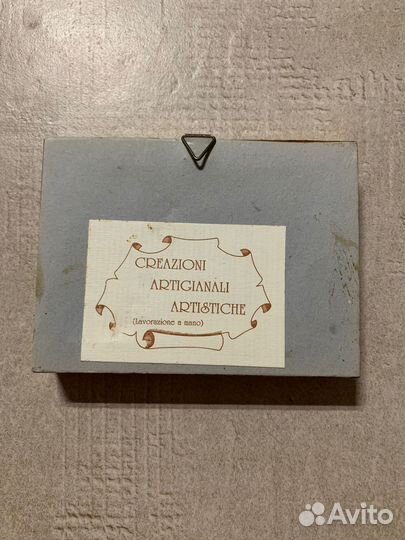 CREAZIONI
ARTIGIANALI
ARTISTICHE
(Lavorazione a mano)
Avito